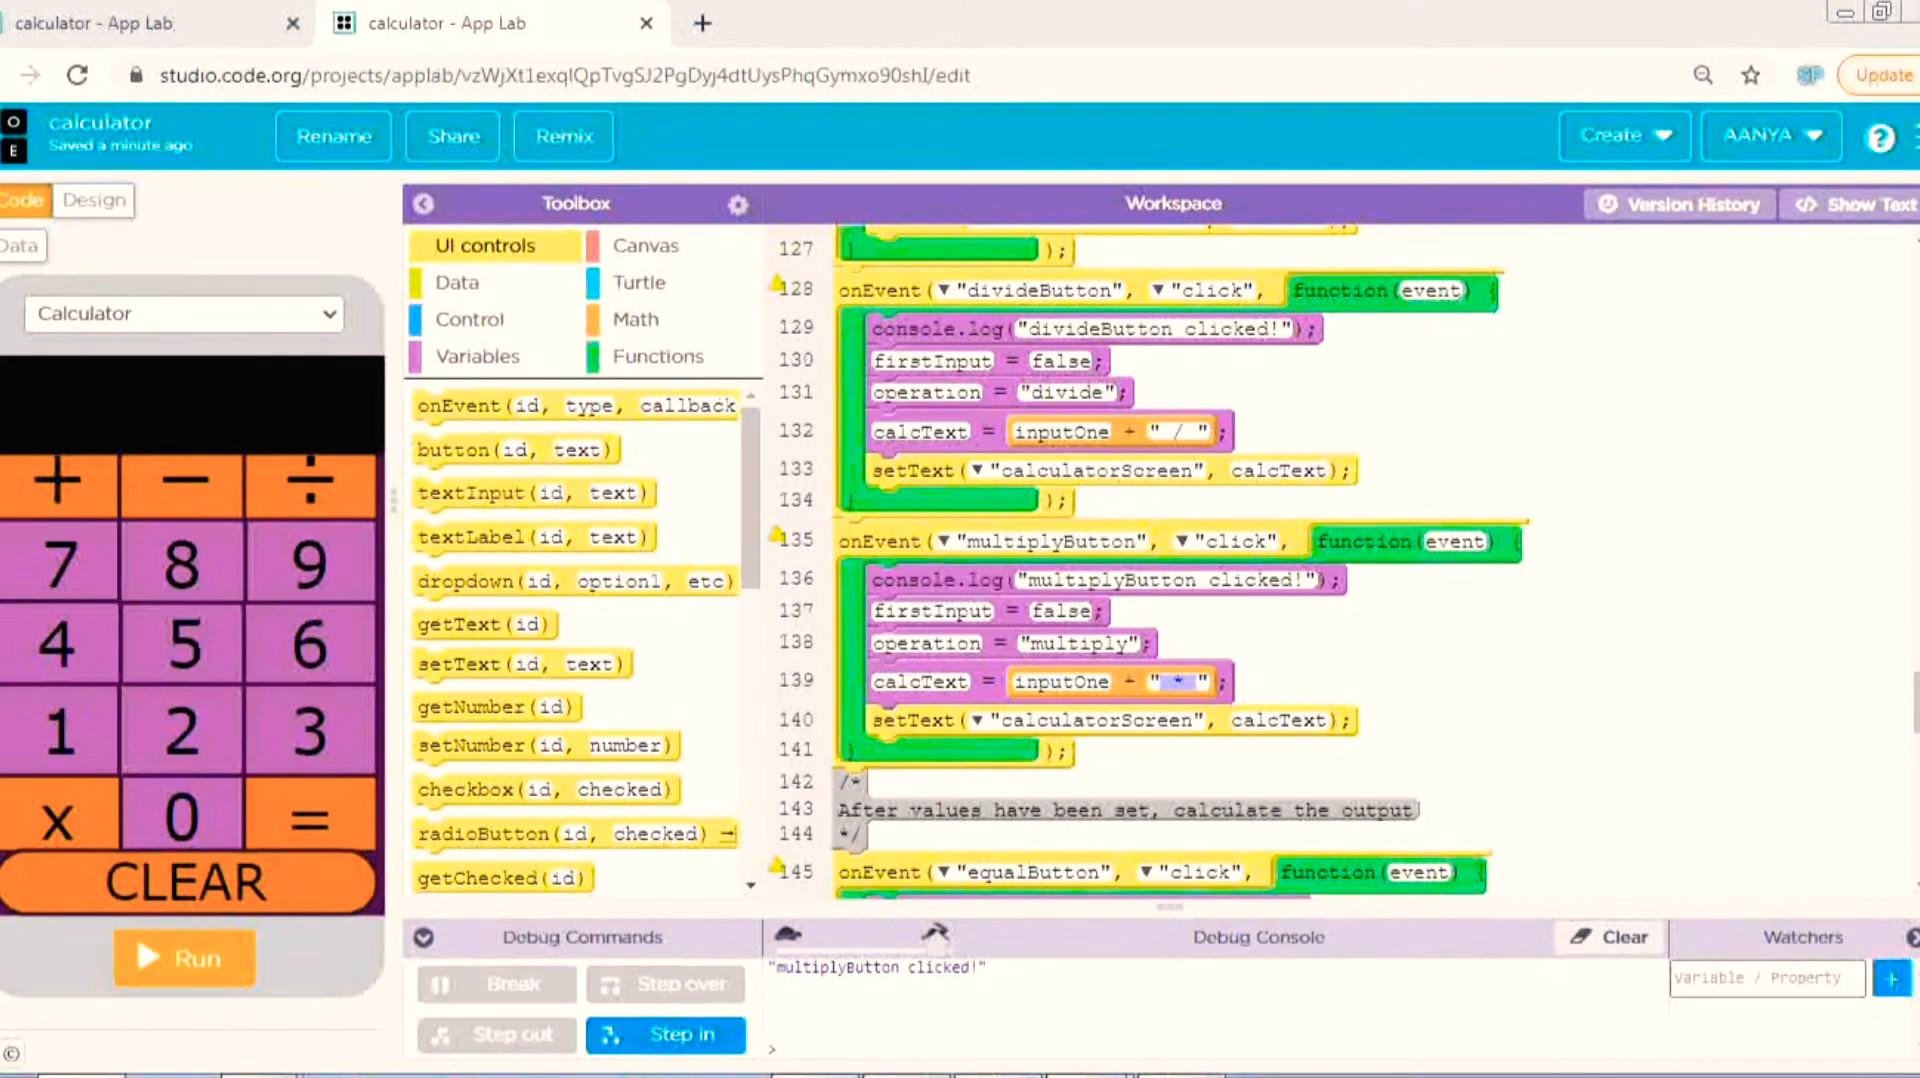 calculator - App Lab
calculator - App Lab
studio.code.org/projects/applab/vzWjXt1exqlQpTvgSJ2PgDyj4dtUysPhqGymxo90shI/edit
Update
O
E
calculator
Saved a minute ago
Rename
Share
Remix
Create
AANYA
?
Code
Design
Data
Toolbox
Workspace
Version History
</> Show Text
Calculator
+ − ÷
7 8 9
4 5 6
1 2 3
x 0 =
CLEAR
Run
UI controls
Canvas
Data
Turtle
Control
Math
Variables
Functions
onEvent(id, type, callback
button(id, text)
textInput(id, text)
textLabel(id, text)
dropdown(id, option1, etc)
getText(id)
setText(id, text)
getNumber(id)
setNumber(id, number)
checkbox(id, checked)
radioButton(id, checked)
getChecked(id)
127 } );
128 onEvent(▼"divideButton", ▼"click", function(event) {
129 console.log("divideButton clicked!");
130 firstInput = false;
131 operation = "divide";
132 calcText = inputOne + " / ";
133 setText(▼"calculatorScreen", calcText);
134 } );
135 onEvent(▼"multiplyButton", ▼"click", function(event) {
136 console.log("multiplyButton clicked!");
137 firstInput = false;
138 operation = "multiply";
139 calcText = inputOne + " * ";
140 setText(▼"calculatorScreen", calcText);
141 } );
142 /*
143 After values have been set, calculate the output
144 */
145 onEvent(▼"equalButton", ▼"click", function(event) {
Debug Commands
Debug Console
Clear
Watchers
Break
Step over
Step out
Step in
"multiplyButton clicked!"
>
Variable / Property
+
©